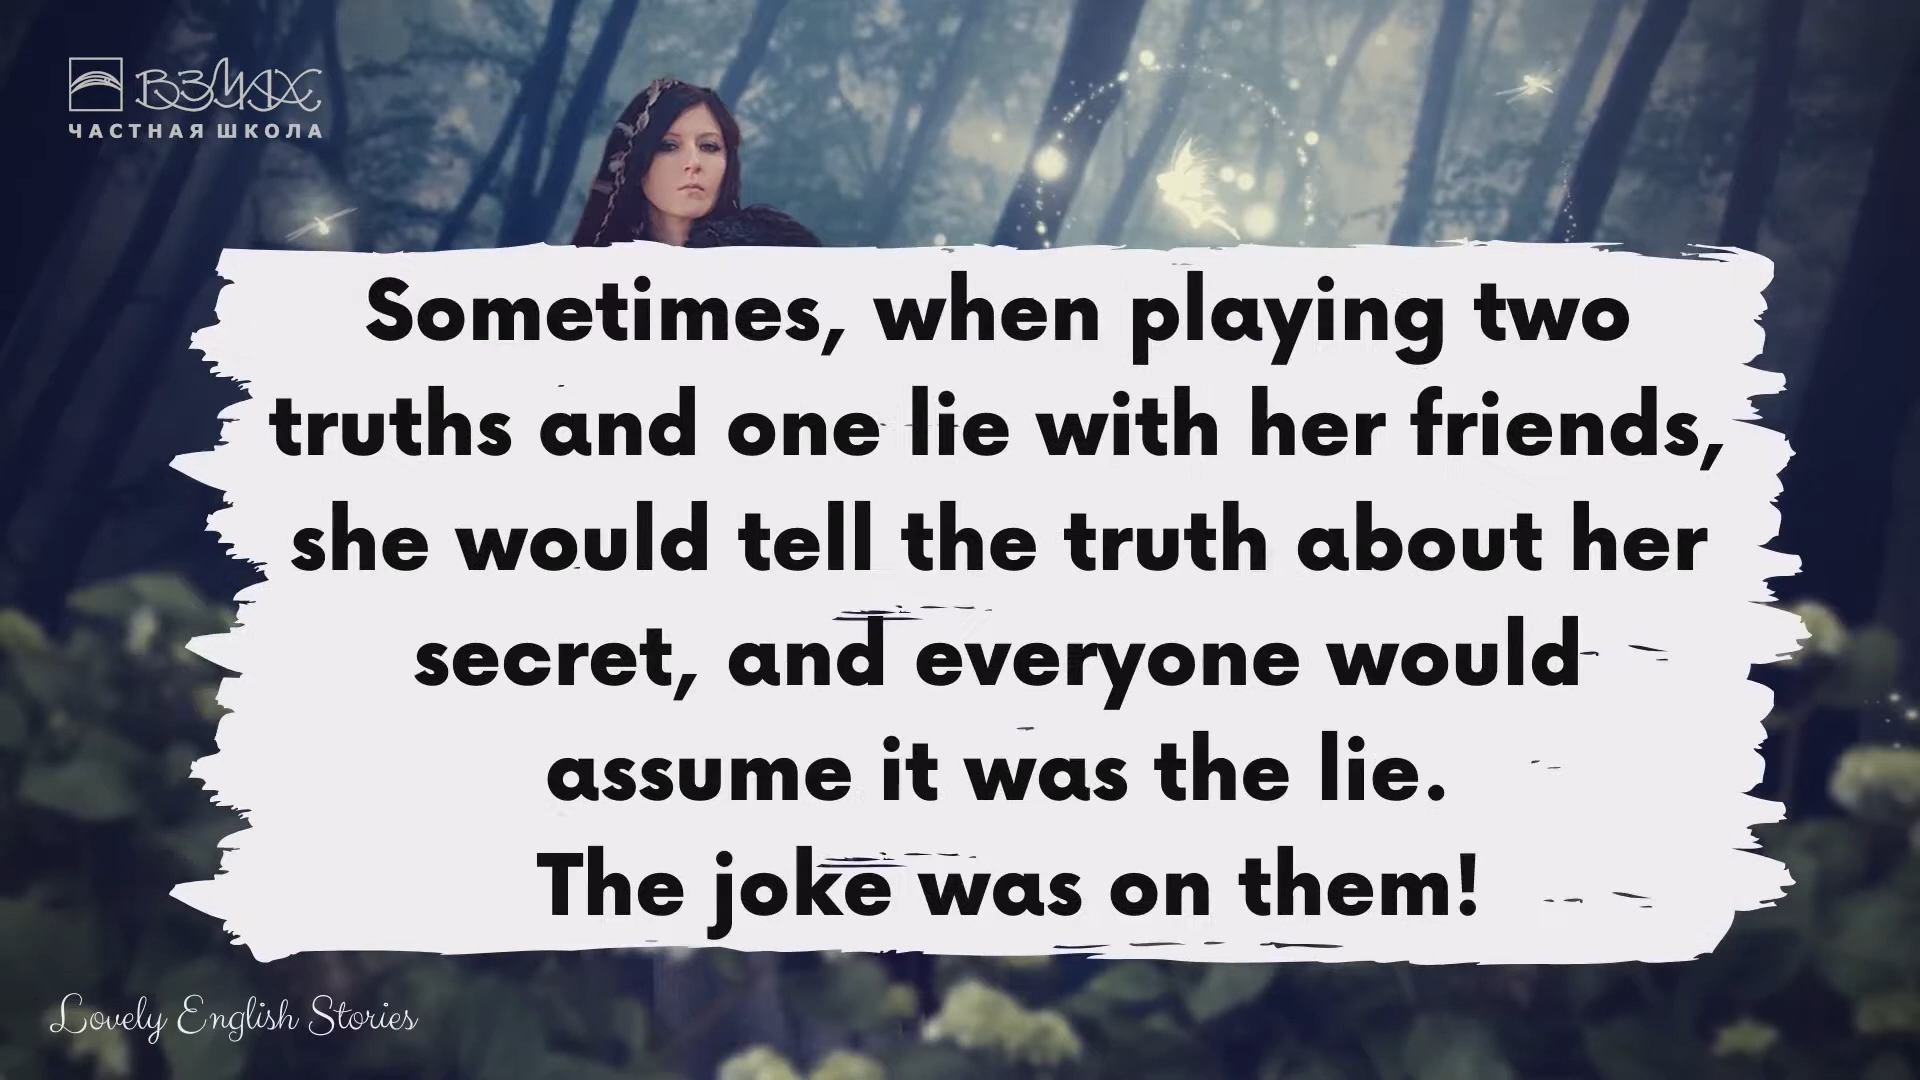 ВЗМАХ
ЧАСТНАЯ ШКОЛА
Sometimes, when playing two
truths and one lie with her friends,
she would tell the truth about her
secret, and everyone would
assume it was the lie.
The joke was on them!
Lovely English Stories